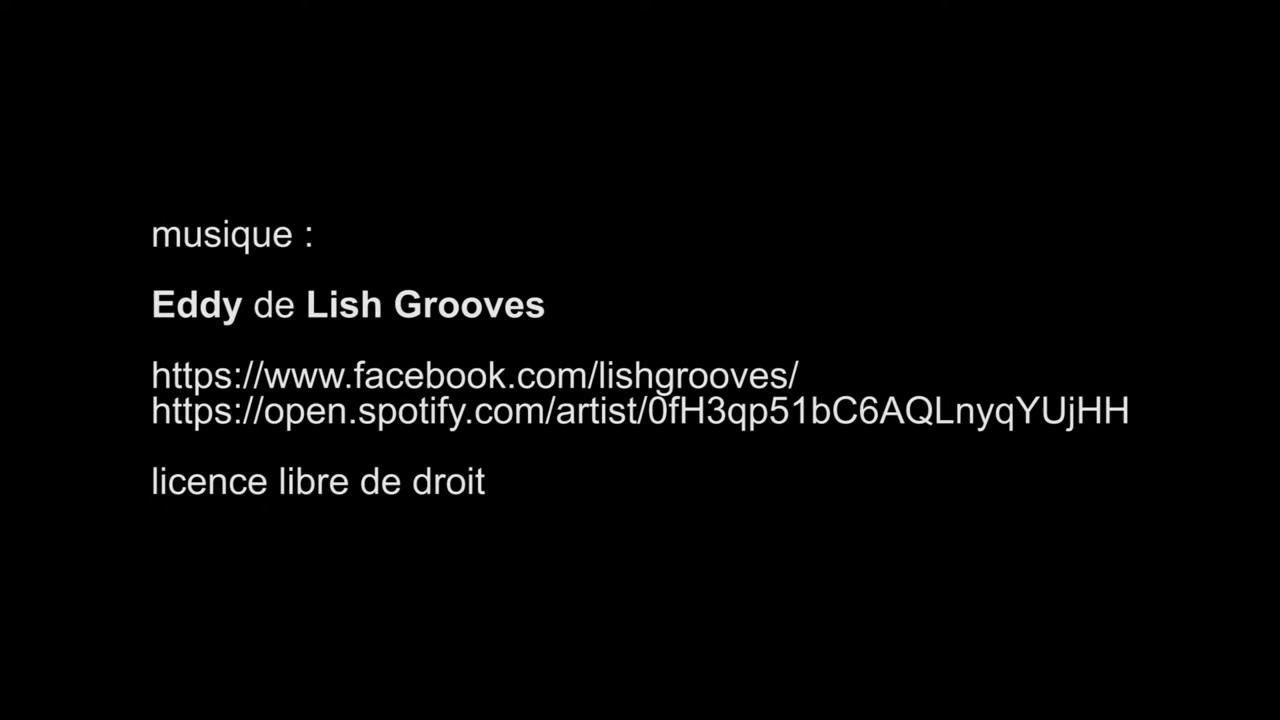 musique :
Eddy de Lish Grooves
https://www.facebook.com/lishgrooves/
https://open.spotify.com/artist/0fH3qp51bC6AQLnyqYUjHH
licence libre de droit